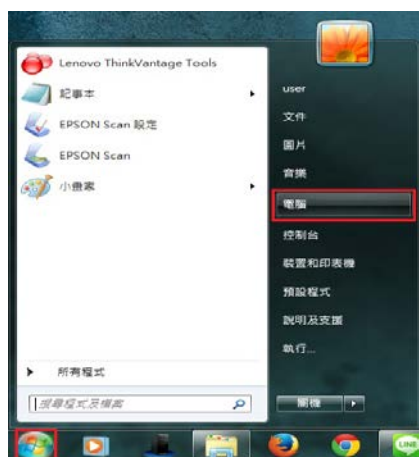 Lenovo ThinkVantage Tools
記事本
EPSON Scan 設定
EPSON Scan
小畫家
所有程式
搜尋程式及檔案
user
文件
圖片
音樂
電腦
控制台
裝置和印表機
預設程式
說明及支援
執行...
關機
LINE